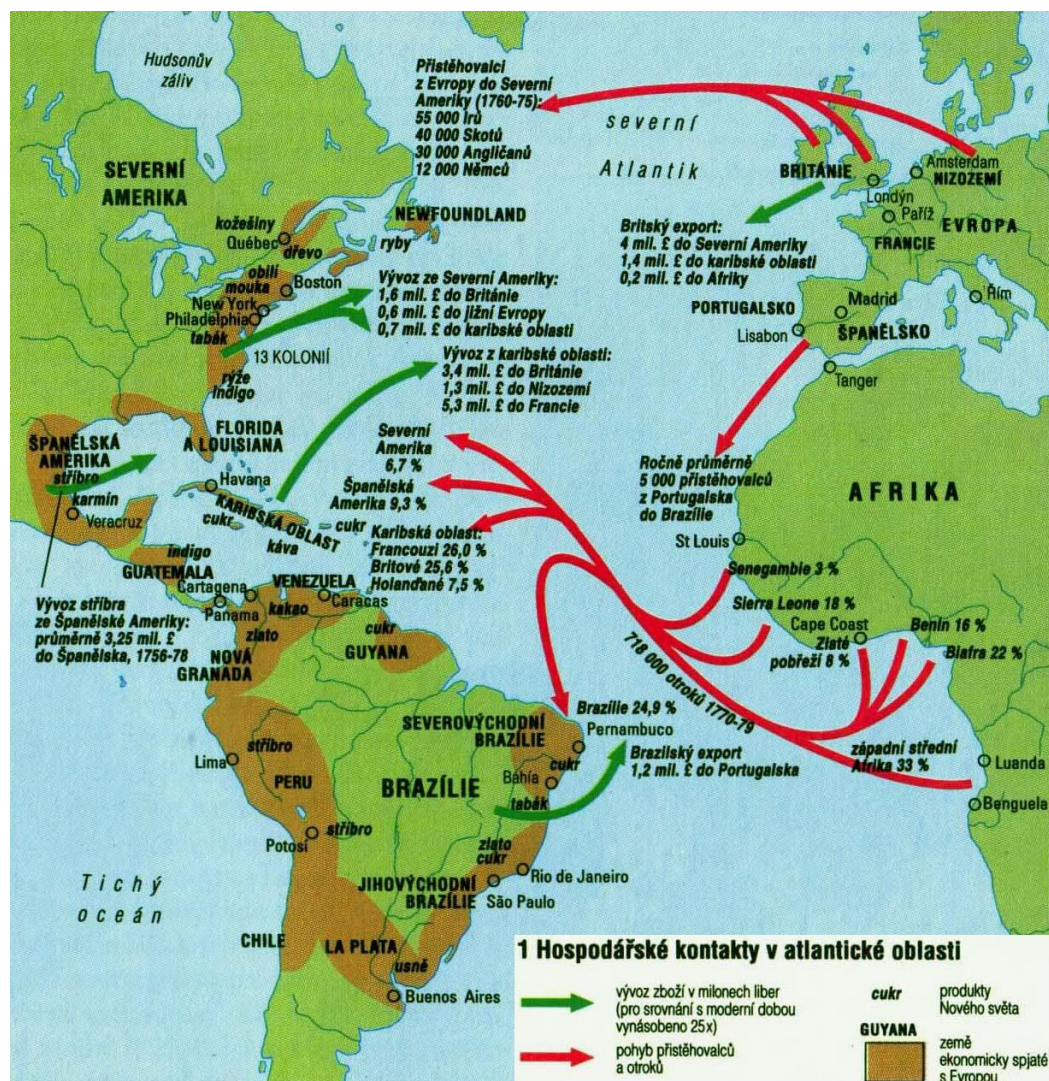 Hudsonův
záliv
Přistěhovalci
z Evropy do Severní
Ameriky (1760-75):
55 000 Irů
40 000 Skotů
30 000 Angličanů
12 000 Němců
severní
Atlantik
SEVERNÍ
AMERIKA
BRITÁNIE
Amsterdam
NIZOZEMÍ
Londýn
Paříž
EVROPA
FRANCIE
Britský export:
4 mil. £ do Severní Ameriky
1,4 mil. £ do karibské oblasti
0,2 mil. £ do Afriky
NEWFOUNDLAND
ryby
kožešiny
Québec
dřevo
obilí
mouka
Boston
New York
Philadelphia
tabák
13 KOLONIÍ
rýže
indigo
Vývoz ze Severní Ameriky:
1,6 mil. £ do Británie
0,6 mil. £ do jižní Evropy
0,7 mil. £ do karibské oblasti
PORTUGALSKO
Madrid
Řím
Lisabon
ŠPANĚLSKO
Tanger
Vývoz z karibské oblasti:
3,4 mil. £ do Británie
1,3 mil. £ do Nizozemí
5,3 mil. £ do Francie
FLORIDA
A LOUISIANA
ŠPANĚLSKÁ
AMERIKA
stříbro
karmín
Veracruz
Havana
cukr
KARIBSKÁ OBLAST
káva
cukr
Severní
Amerika
6,7 %
Španělská
Amerika 9,3 %
Karibská oblast:
Francouzi 26,0 %
Britové 25,6 %
Holanďané 7,5 %
Ročně průměrně
5 000 přistěhovalců
z Portugalska
do Brazílie
AFRIKA
St Louis
Senegambie 3 %
Sierra Leone 18 %
Cape Coast
Zlaté
pobřeží 8 %
Benin 16 %
Biafra 22 %
indigo
GUATEMALA
Cartagena
Panama
VENEZUELA
kakao
Caracas
zlato
NOVÁ
GRANADA
cukr
GUYANA
Vývoz stříbra
ze Španělské Ameriky:
průměrně 3,25 mil. £
do Španělska, 1756-78
718 000 otroků 1770-79
Brazílie 24,9 %
SEVEROVÝCHODNÍ
BRAZÍLIE
Pernambuco
Brazilský export
1,2 mil. £ do Portugalska
západní střední
Afrika 33 %
Luanda
Benguela
Lima
stříbro
PERU
BRAZÍLIE
Bahía
cukr
tabák
Potosí
stříbro
zlato
cukr
Rio de Janeiro
JIHOVÝCHODNÍ
BRAZÍLIE
São Paulo
Tichý
oceán
CHILE
LA PLATA
usně
Buenos Aires
1 Hospodářské kontakty v atlantické oblasti
vývoz zboží v milonech liber
(pro srovnání s moderní dobou
vynásobeno 25x)
pohyb přistěhovalců
a otroků
cukr
produkty
Nového světa
GUYANA
země
ekonomicky spjaté
s Evropou